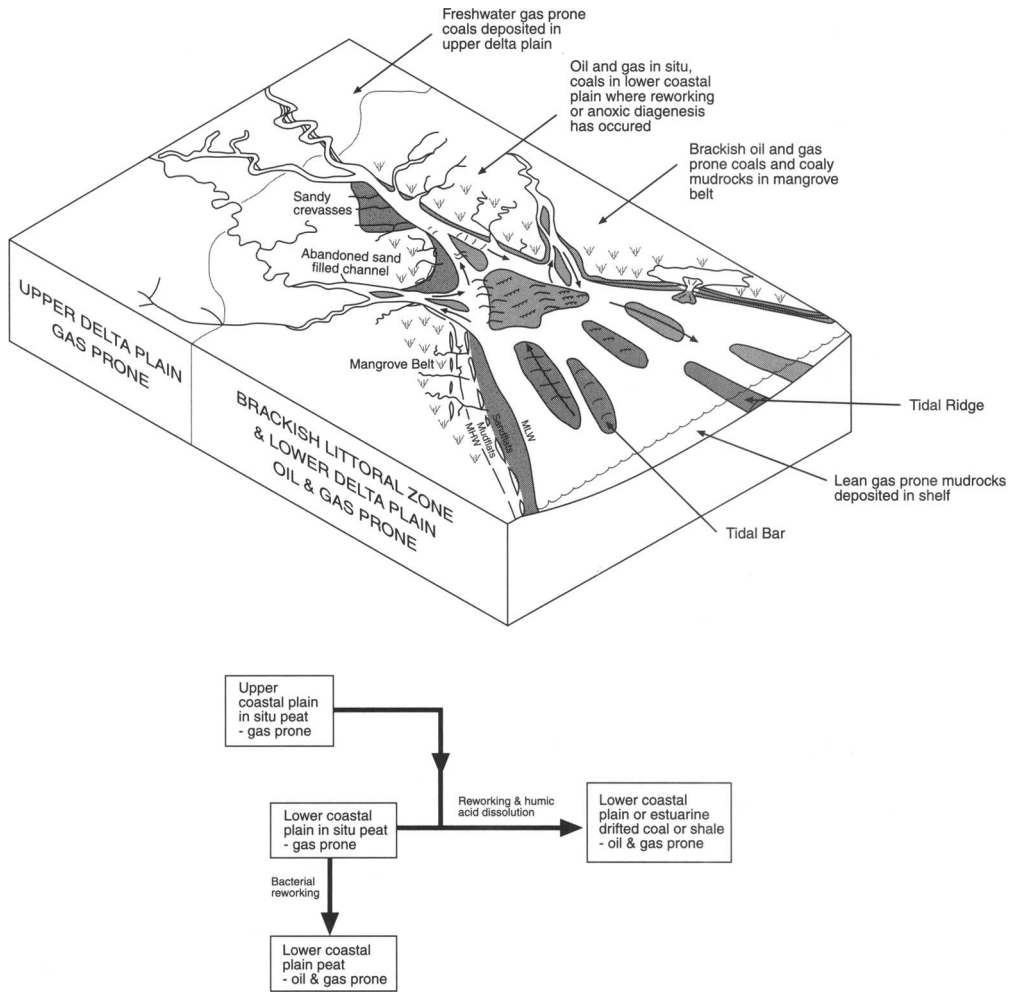 Freshwater gas prone
coals deposited in
upper delta plain
Oil and gas in situ,
coals in lower coastal
plain where reworking
or anoxic diagenesis
has occured
Brackish oil and gas
prone coals and coaly
mudrocks in mangrove
belt
Sandy
crevasses
Abandoned sand
filled channel
UPPER DELTA PLAIN
GAS PRONE
Mangrove Belt
BRACKISH LITTORAL ZONE
& LOWER DELTA PLAIN
OIL & GAS PRONE
MHW
Mudflats
Sandflats
MLW
Tidal Ridge
Lean gas prone mudrocks
deposited in shelf
Tidal Bar
Upper
coastal plain
in situ peat
- gas prone
Lower coastal
plain in situ peat
- gas prone
Reworking & humic
acid dissolution
Lower coastal
plain or estuarine
drifted coal or shale
- oil & gas prone
Bacterial
reworking
Lower coastal
plain peat
- oil & gas prone